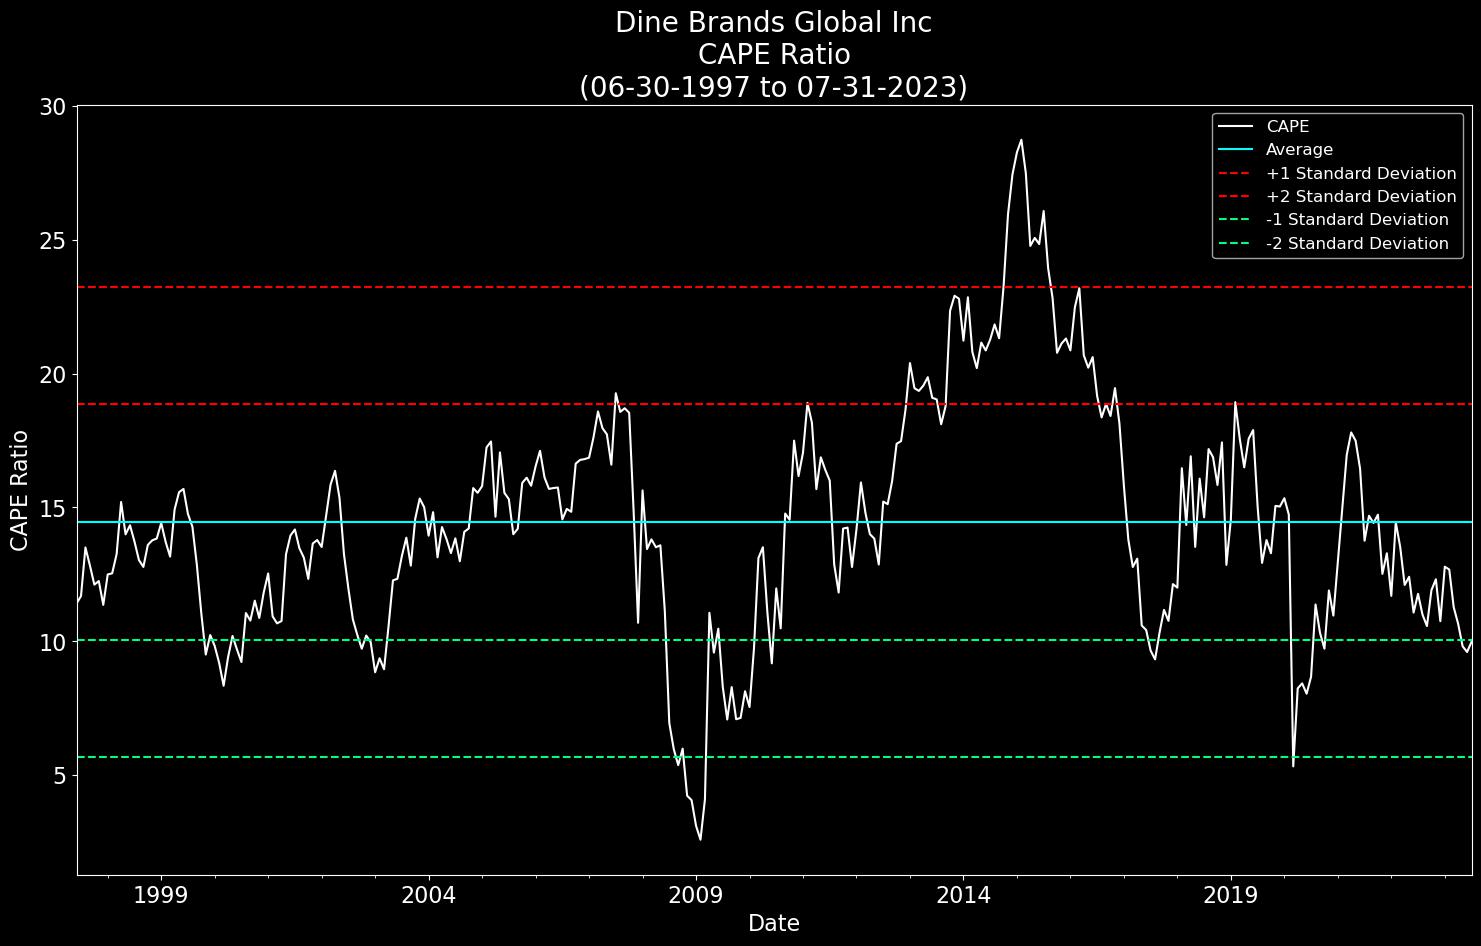 Dine Brands Global Inc
CAPE Ratio
(06-30-1997 to 07-31-2023)
CAPE
Average
+1 Standard Deviation
+2 Standard Deviation
-1 Standard Deviation
-2 Standard Deviation
CAPE Ratio
30
25
20
15
10
5
1999 2004 2009 2014 2019
Date